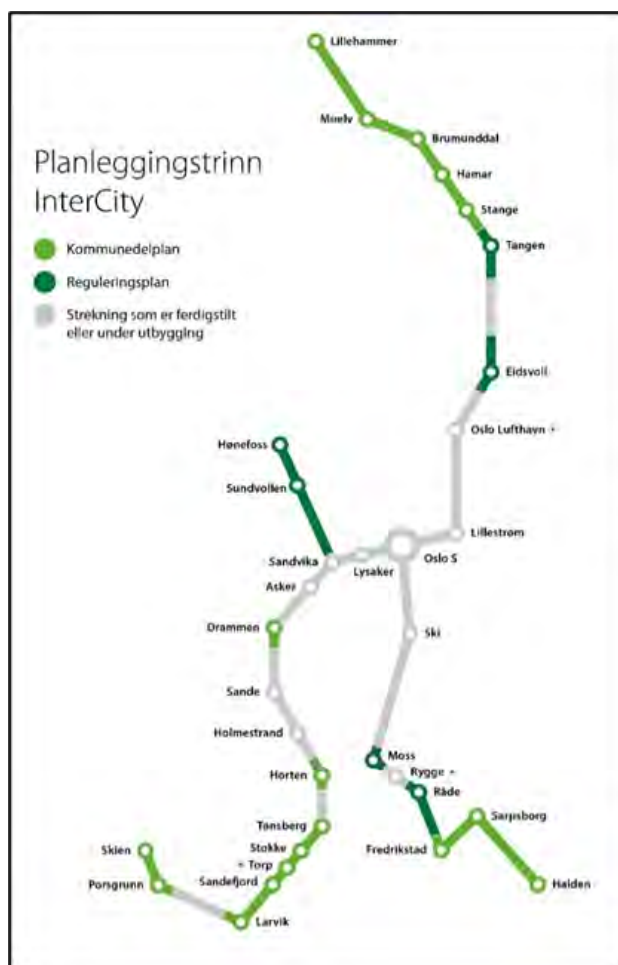 Lillehammer
Moelv
Brumunddal
Planleggingstrinn
InterCity
Hamar
Stange
Kommunedelplan
Tangen
Reguleringsplan
Strekning som er ferdigstilt
eller under utbygging
Eidsvoll
Oslo Lufthavn +
Hønefoss
Sundvollen
Lillestrøm
Sandvika
Oslo S
Lysaker
Asker
Drammen
Ski
Sande
Holmestrand
Moss
Rygge +
Horten
Råde
Sarpsborg
Tønsberg
Stokke
Fredrikstad
Skien
+ Torp
Porsgrunn
Sandefjord
Halden
Larvik